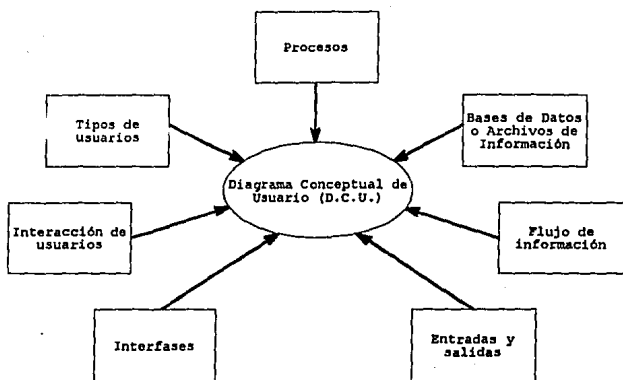 Procesos
Tipos de
usuarios
Bases de Datos
o Archivos de
Información
Diagrama Conceptual de
Usuario (D.C.U.)
Interacción de
usuarios
Flujo de
información
Interfases
Entradas y
salidas